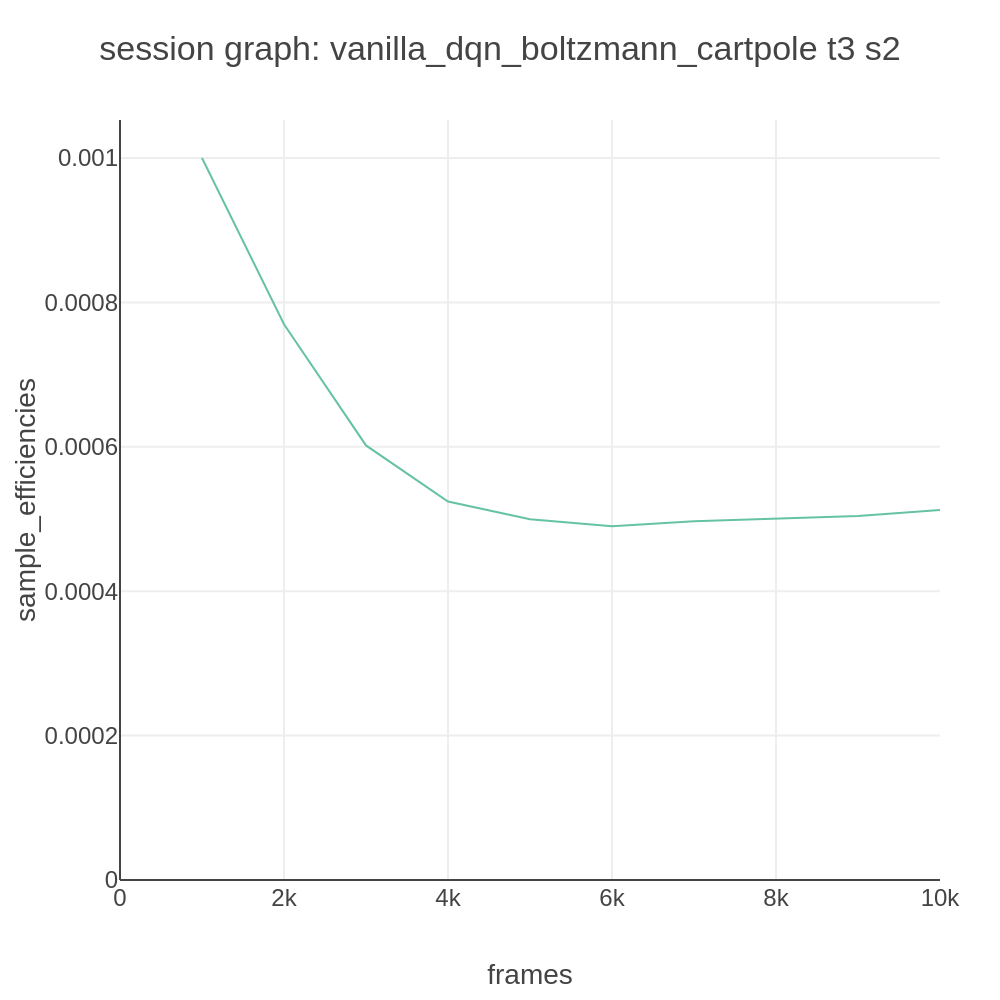 session graph: vanilla_dqn_boltzmann_cartpole t3 s2
sample_efficiencies
0.001
0.0008
0.0006
0.0004
0.0002
0
0 2k 4k 6k 8k 10k
frames